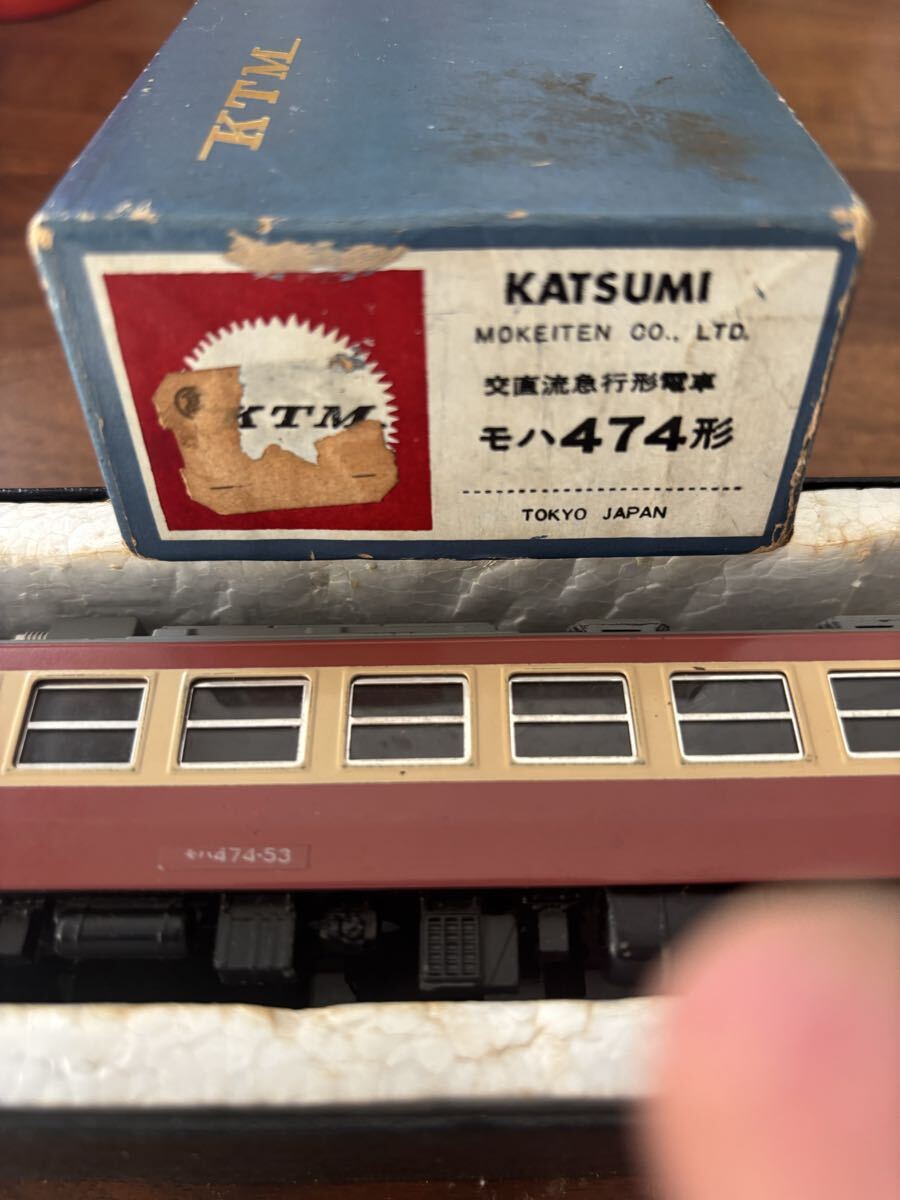 KTM
KATSUMI
MOKEITEN CO., LTD.
交直流急行形電車
KTM
モハ474形
TOKYO JAPAN
モハ474-53